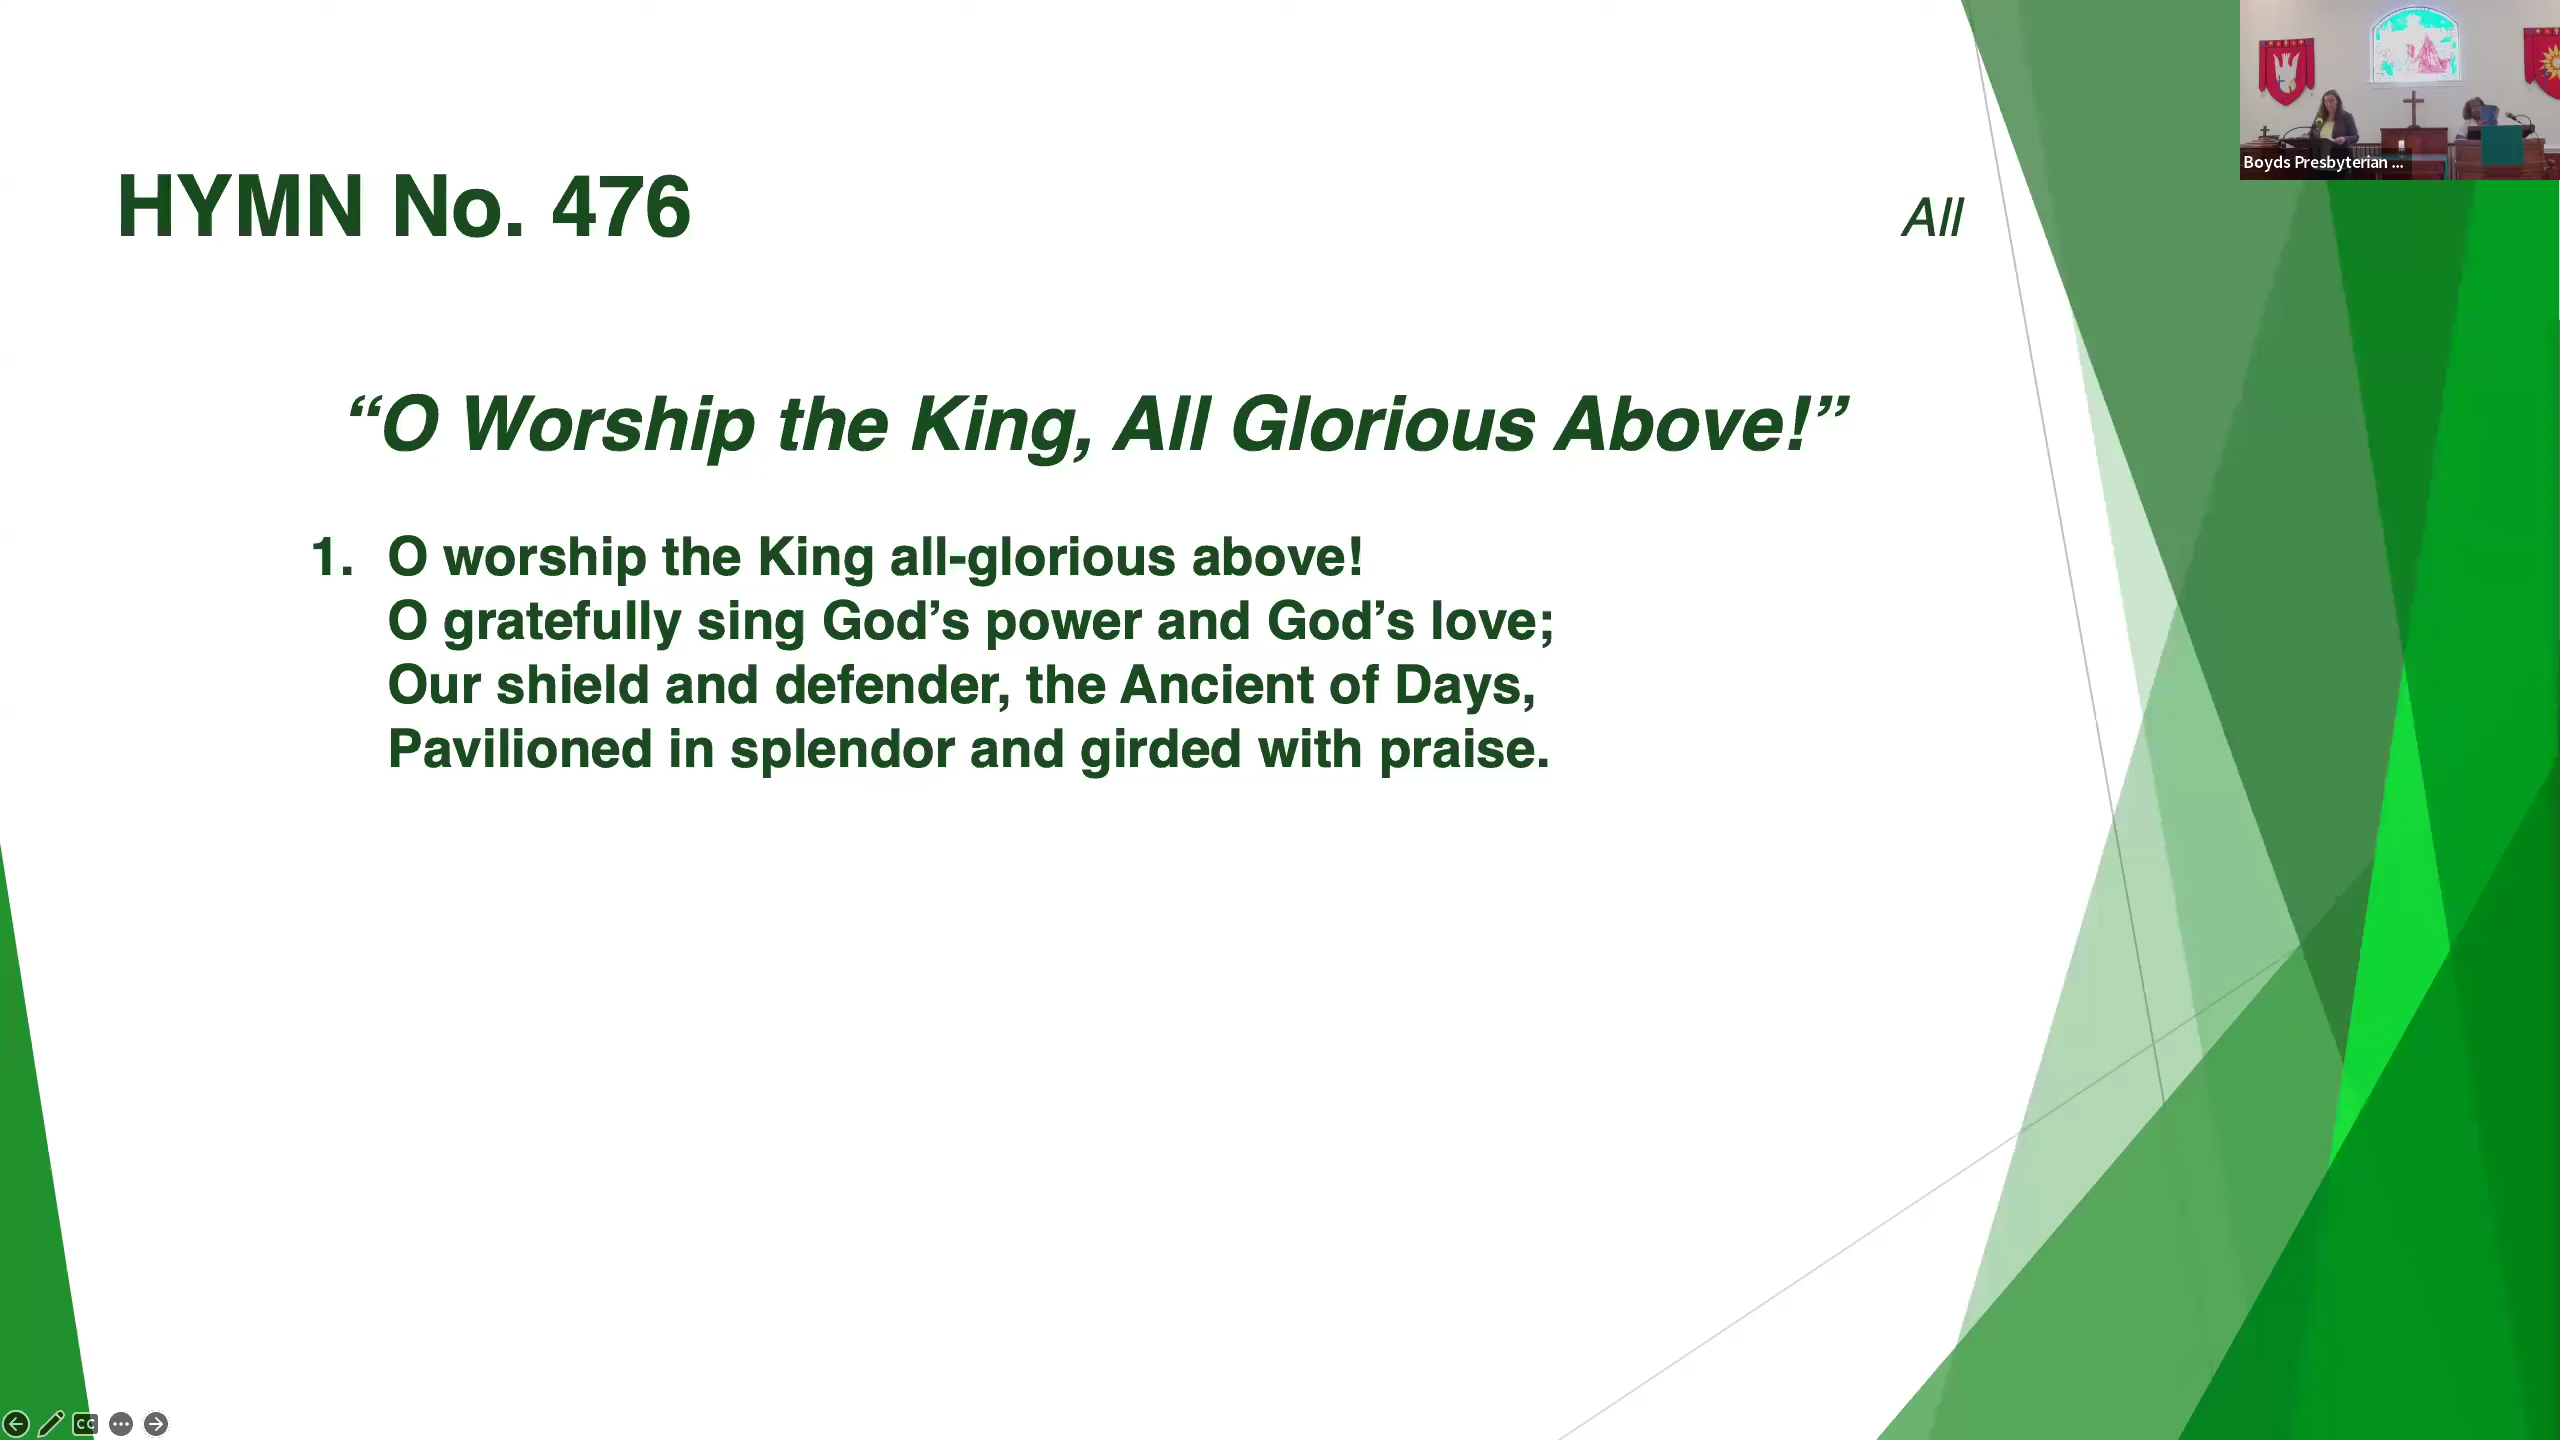 Boyds Presbyterian ...
HYMN No. 476
All
“O Worship the King, All Glorious Above!”
1. O worship the King all-glorious above!
O gratefully sing God’s power and God’s love;
Our shield and defender, the Ancient of Days,
Pavilioned in splendor and girded with praise.
CC